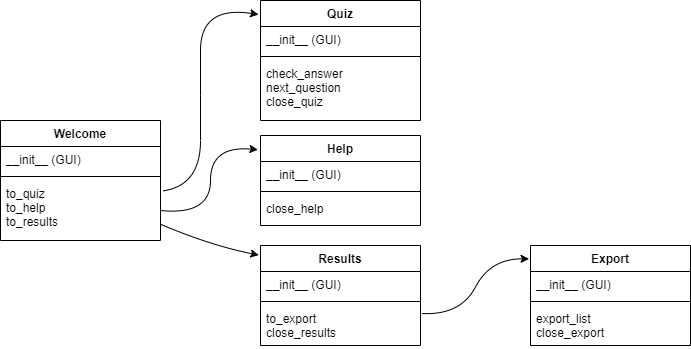 Quiz
__init__ (GUI)
check_answer
next_question
close_quiz
Welcome
__init__ (GUI)
to_quiz
to_help
to_results
Help
__init__ (GUI)
close_help
Results
__init__ (GUI)
to_export
close_results
Export
__init__ (GUI)
export_list
close_export